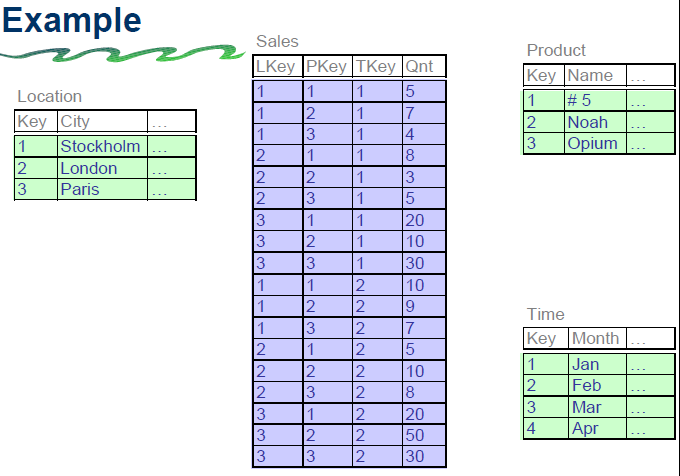 Example
Location
Key City ...
1 Stockholm ...
2 London ...
3 Paris ...
Sales
LKey PKey TKey Qnt
1 1 1 5
1 2 1 7
1 3 1 4
2 1 1 8
2 2 1 3
2 3 1 5
3 1 1 20
3 2 1 10
3 3 1 30
1 1 2 10
1 2 2 9
1 3 2 7
2 1 2 5
2 2 2 10
2 3 2 8
3 1 2 20
3 2 2 50
3 3 2 30
Product
Key Name ...
1 # 5 ...
2 Noah ...
3 Opium ...
Time
Key Month ...
1 Jan ...
2 Feb ...
3 Mar ...
4 Apr ...